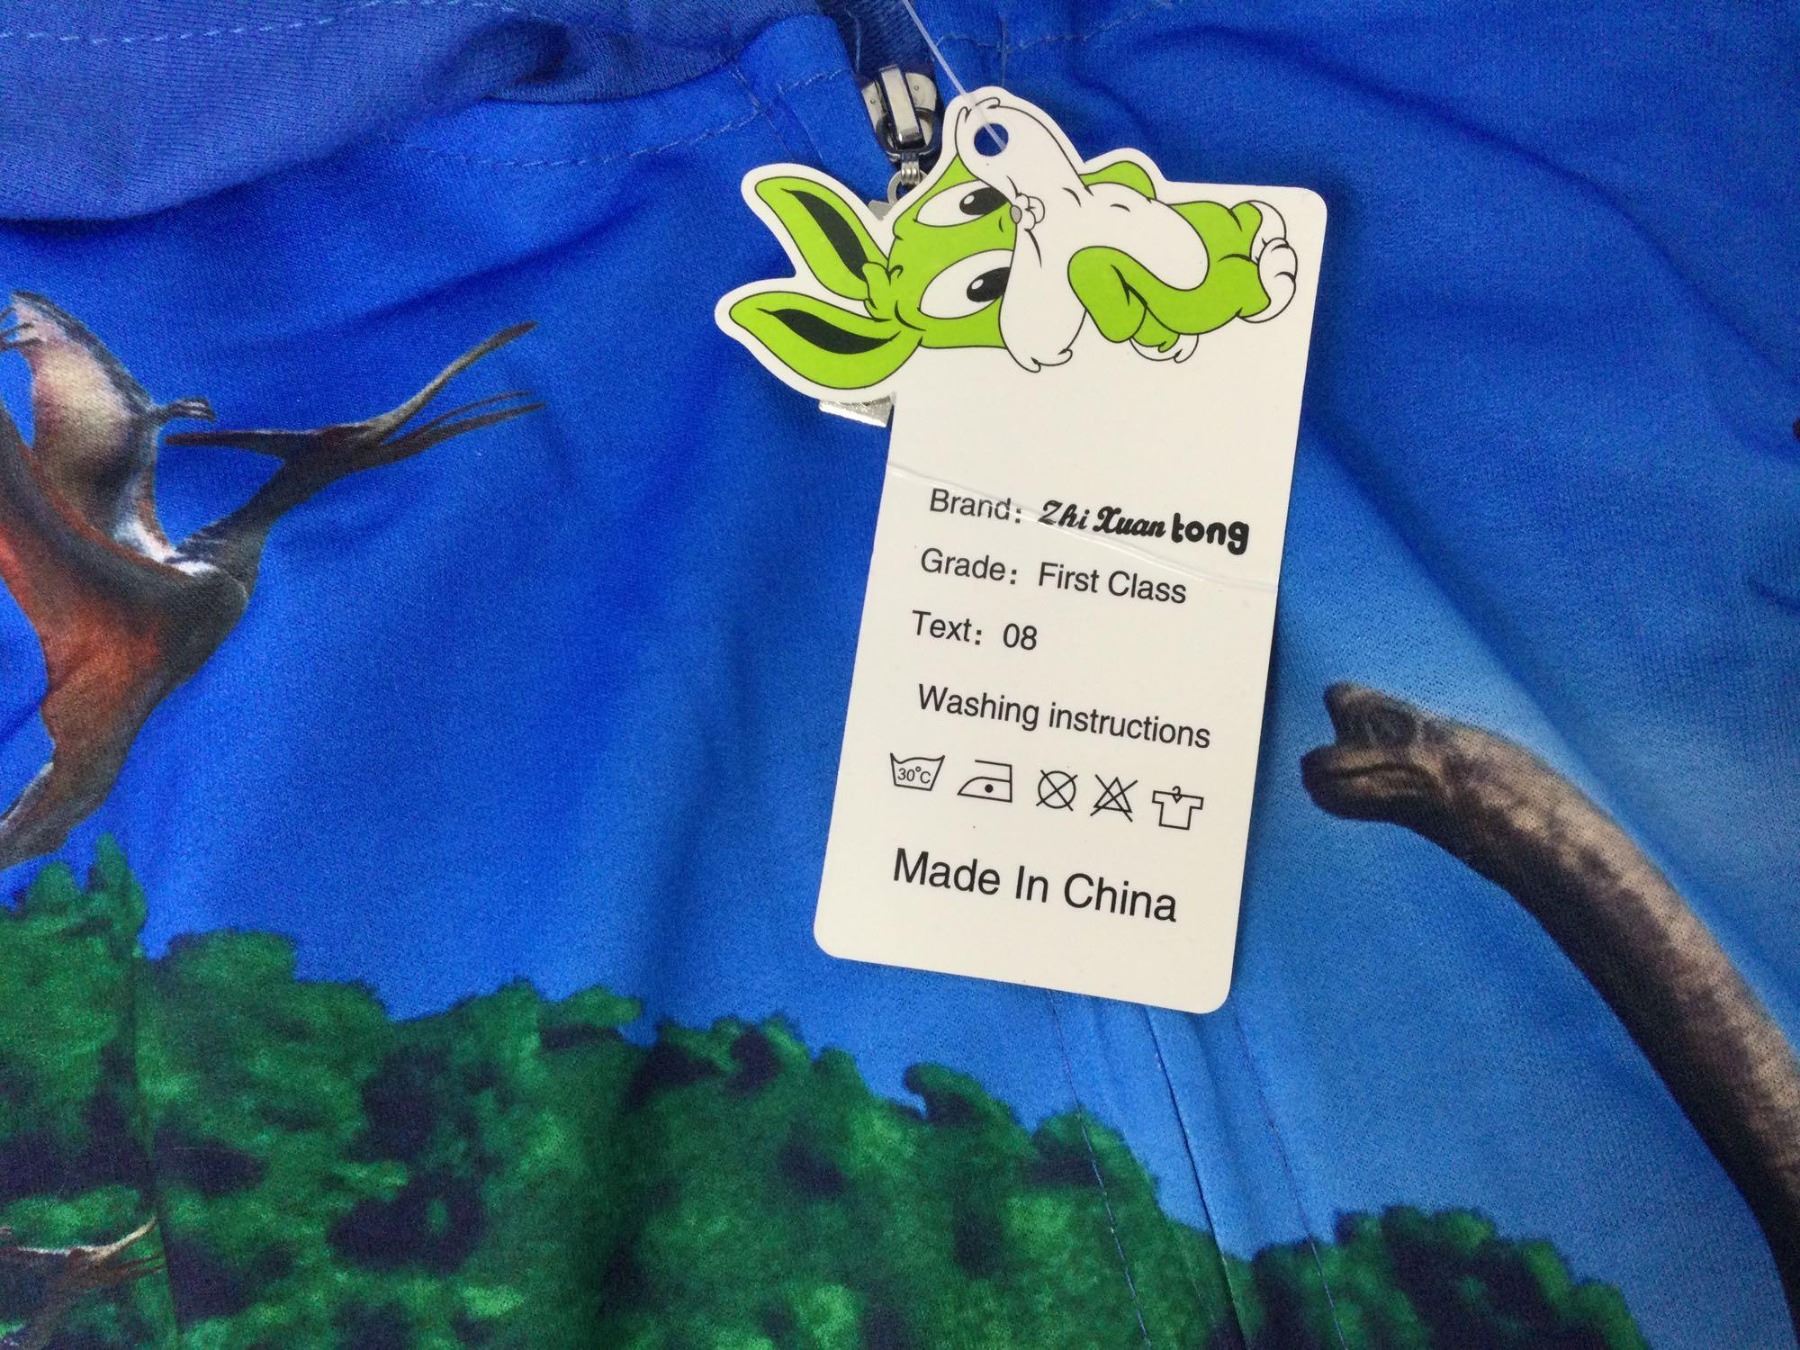 Brand: Zhi Xuan tong
Grade: First Class
Text: 08
Washing instructions
30°C
Made In China